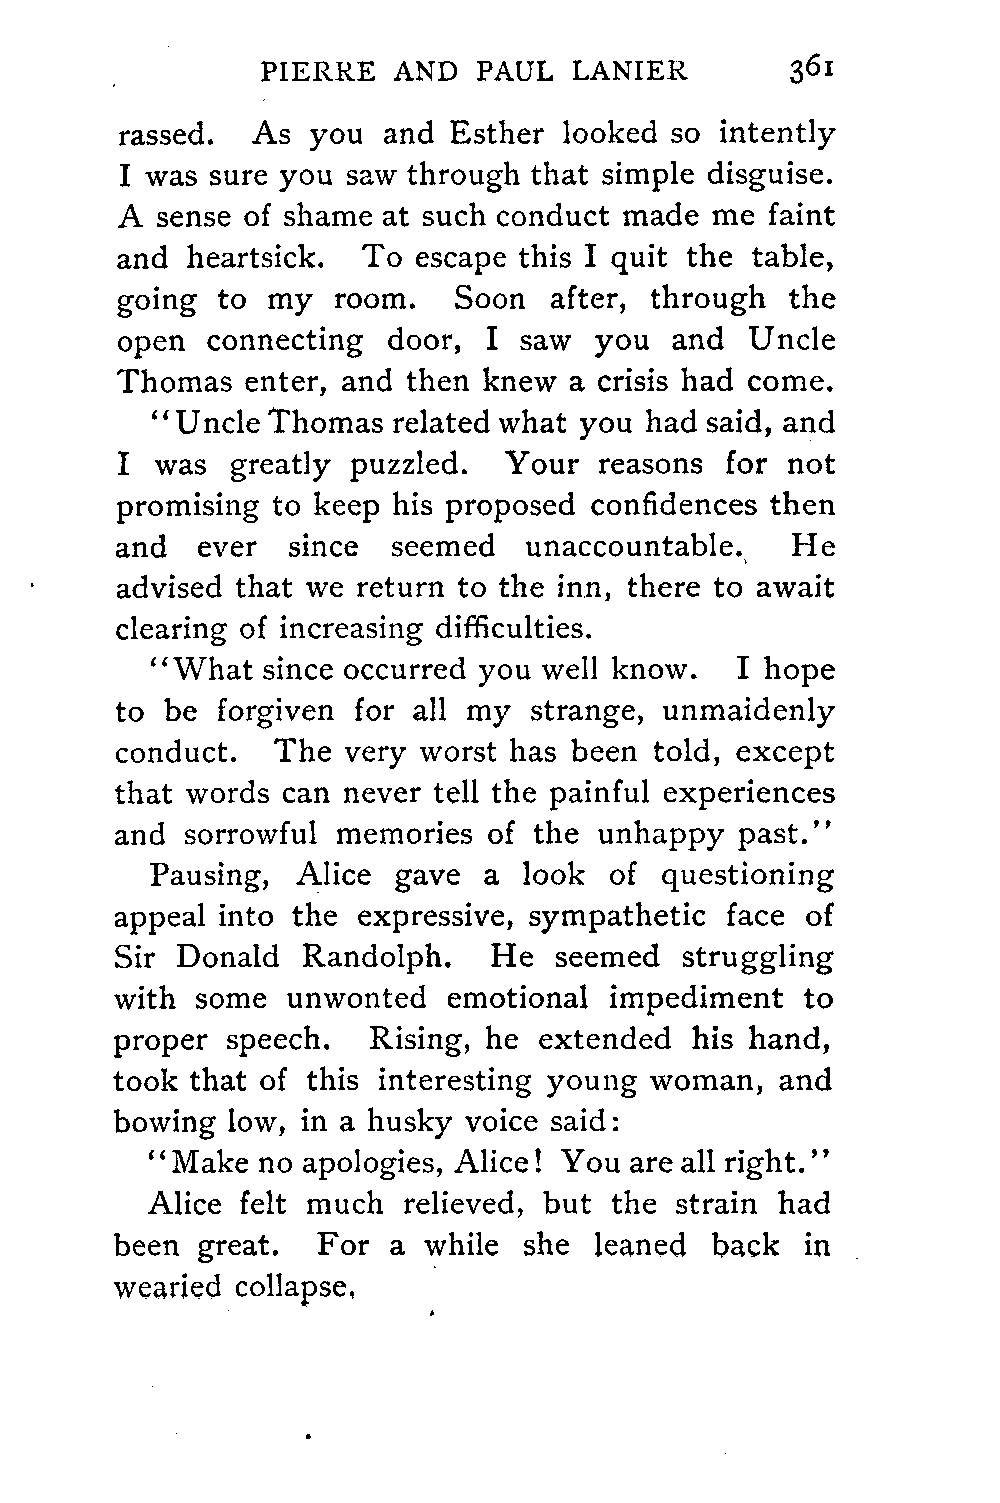 PIERRE AND PAUL LANIER 361
rassed. As you and Esther looked so intently
I was sure you saw through that simple disguise.
A sense of shame at such conduct made me faint
and heartsick. To escape this I quit the table,
going to my room. Soon after, through the
open connecting door, I saw you and Uncle
Thomas enter, and then knew a crisis had come.
"Uncle Thomas related what you had said, and
I was greatly puzzled. Your reasons for not
promising to keep his proposed confidences then
and ever since seemed unaccountable. He
advised that we return to the inn, there to await
clearing of increasing difficulties.
"What since occurred you well know. I hope
to be forgiven for all my strange, unmaidenly
conduct. The very worst has been told, except
that words can never tell the painful experiences
and sorrowful memories of the unhappy past."
Pausing, Alice gave a look of questioning
appeal into the expressive, sympathetic face of
Sir Donald Randolph. He seemed struggling
with some unwonted emotional impediment to
proper speech. Rising, he extended his hand,
took that of this interesting young woman, and
bowing low, in a husky voice said:
"Make no apologies, Alice! You are all right."
Alice felt much relieved, but the strain had
been great. For a while she leaned back in
wearied collapse.